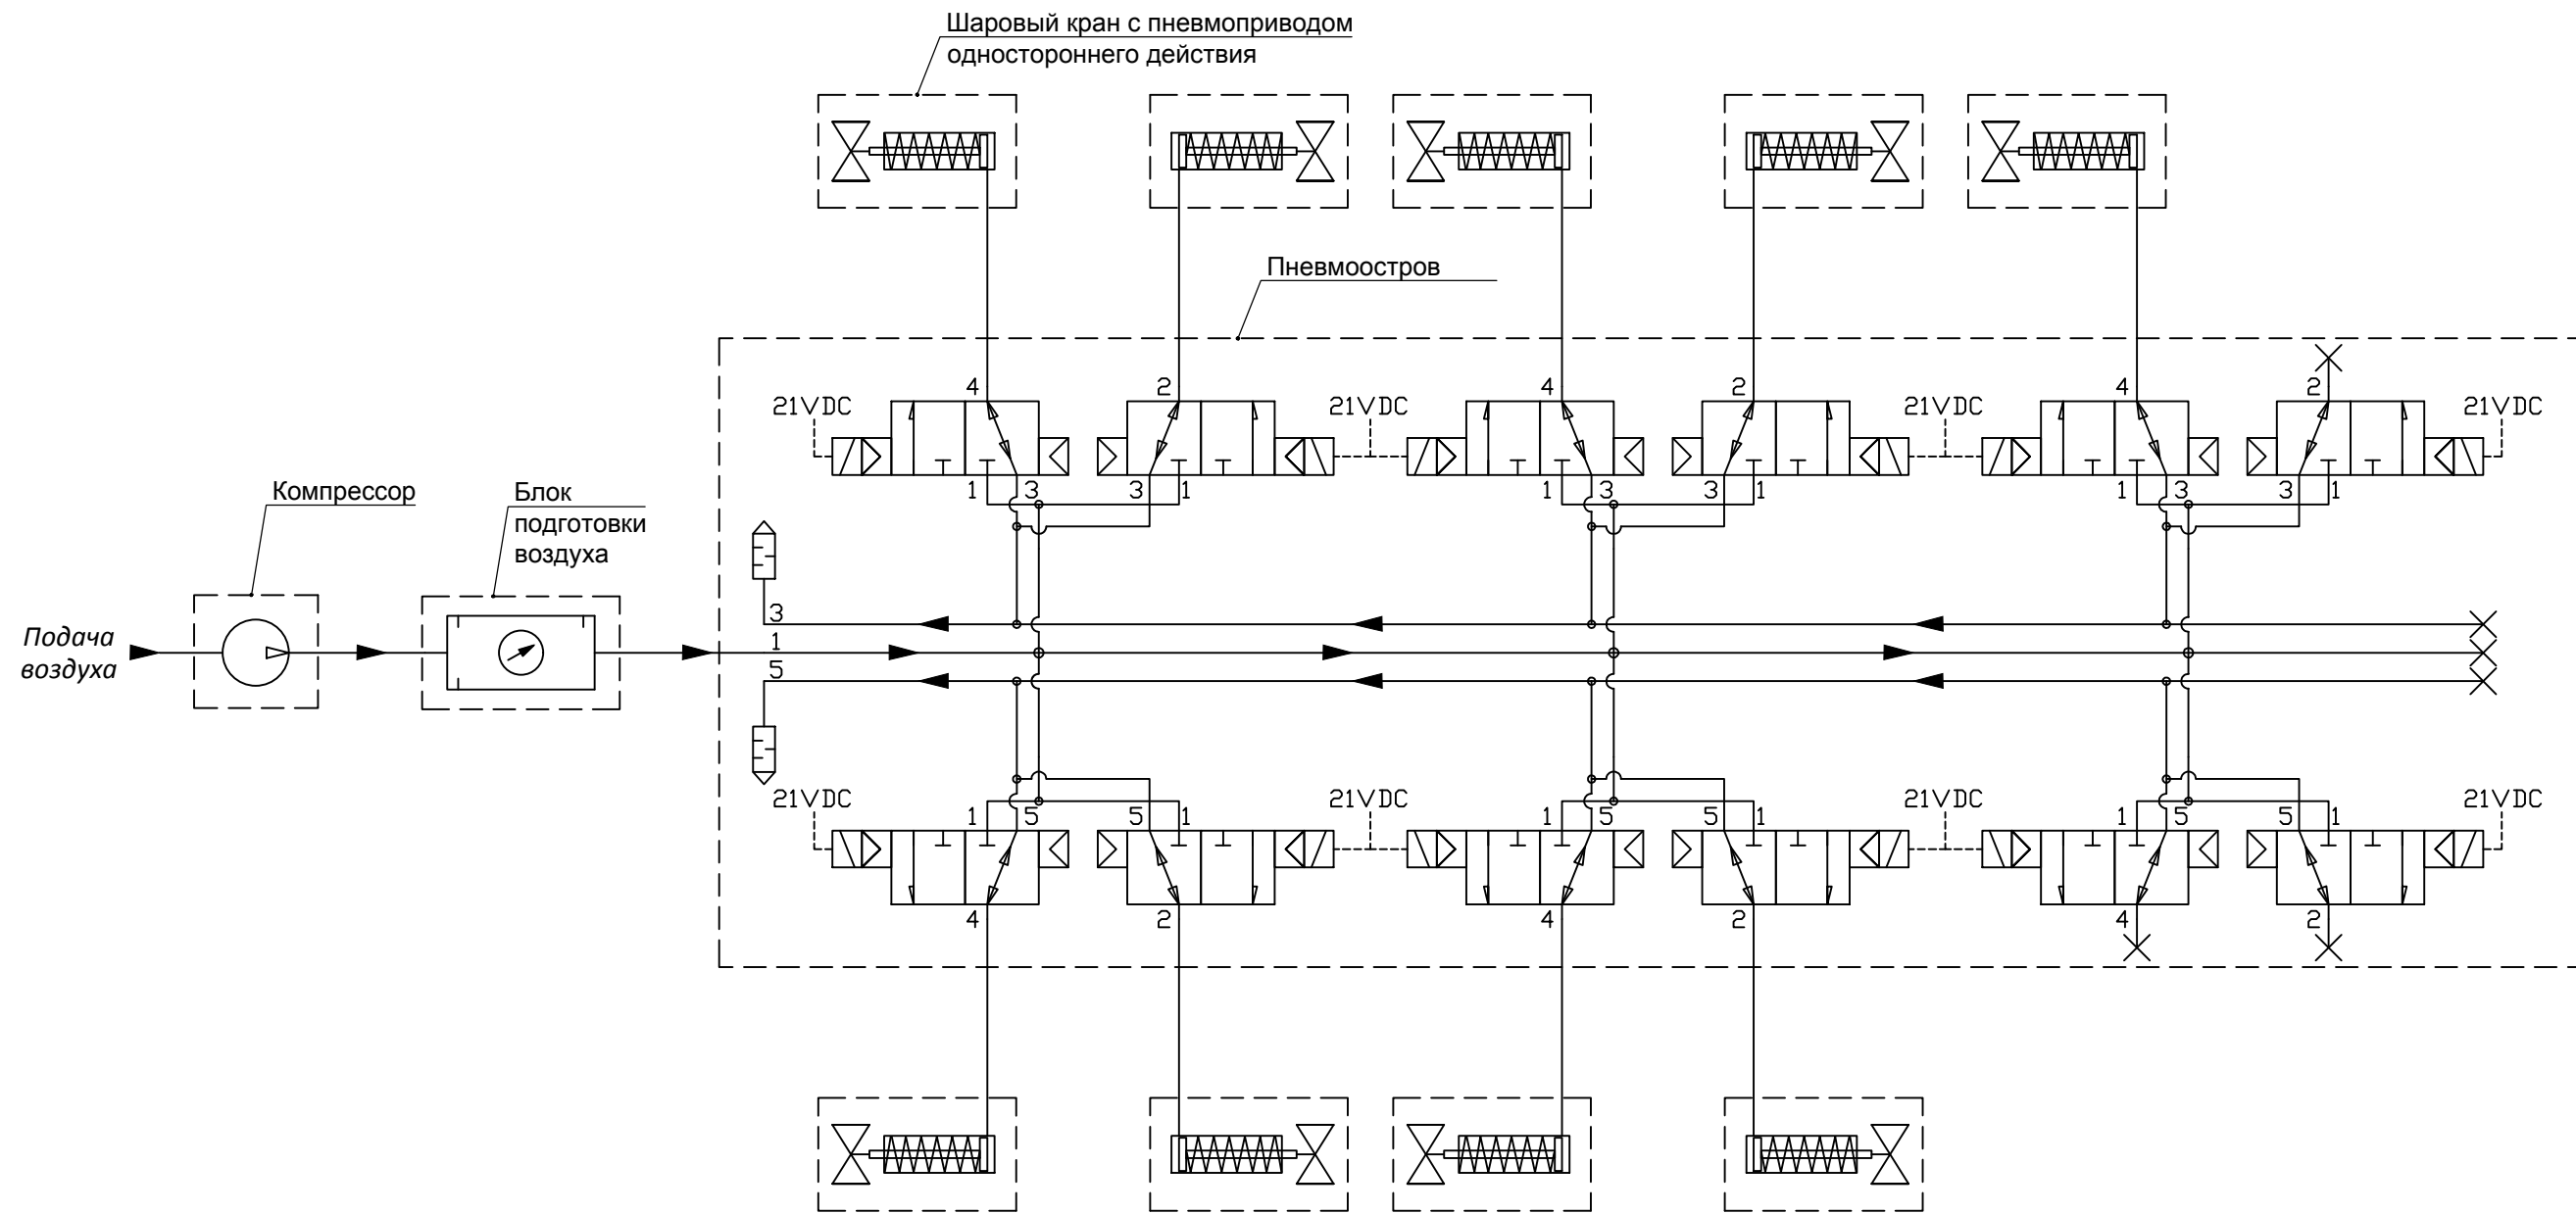 Шаровый кран с пневмоприводом
одностороннего действия
Пневмоостров
4 2 4 2 4 2
21VDC 21VDC 21VDC 21VDC
1 3 3 1 1 3 3 1 1 3 3 1
Компрессор
Блок
подготовки
воздуха
3
Подача
воздуха
1
5
21VDC 21VDC 21VDC 21VDC
1 5 5 1 1 5 5 1 1 5 5 1
4 2 4 2 4 2